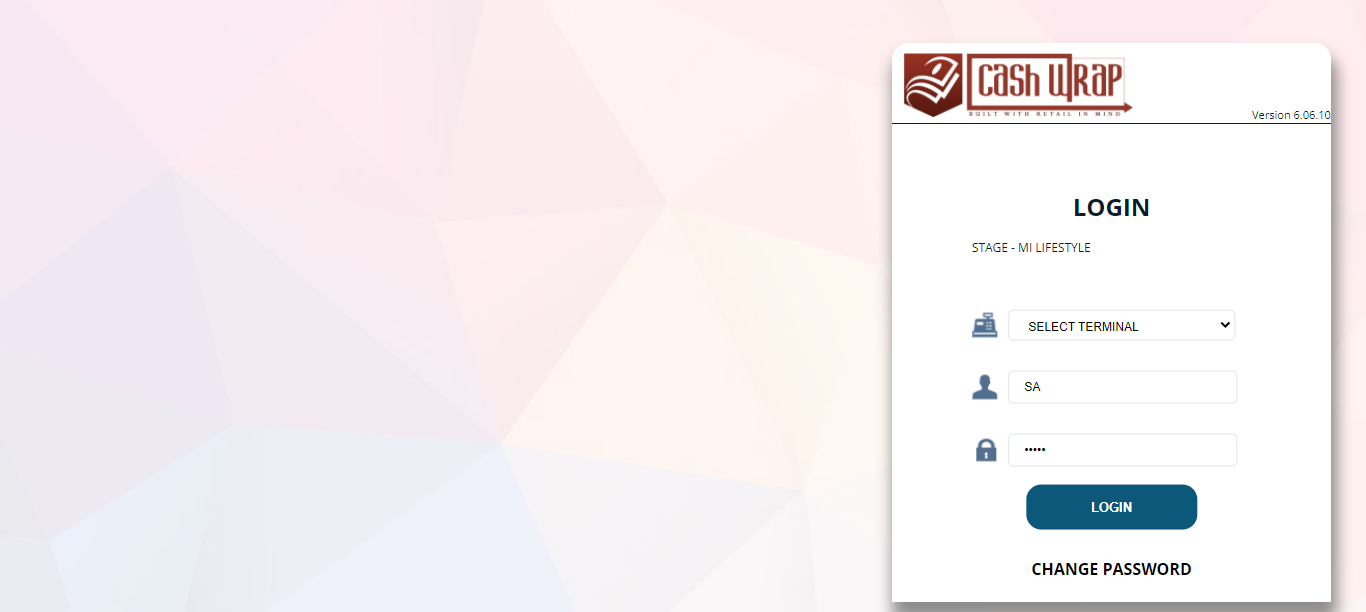 Cash Wrap
BUILT WITH RETAIL IN MIND
Version 6.06.10
LOGIN
STAGE - MI LIFESTYLE
SELECT TERMINAL
SA
•••••
LOGIN
CHANGE PASSWORD